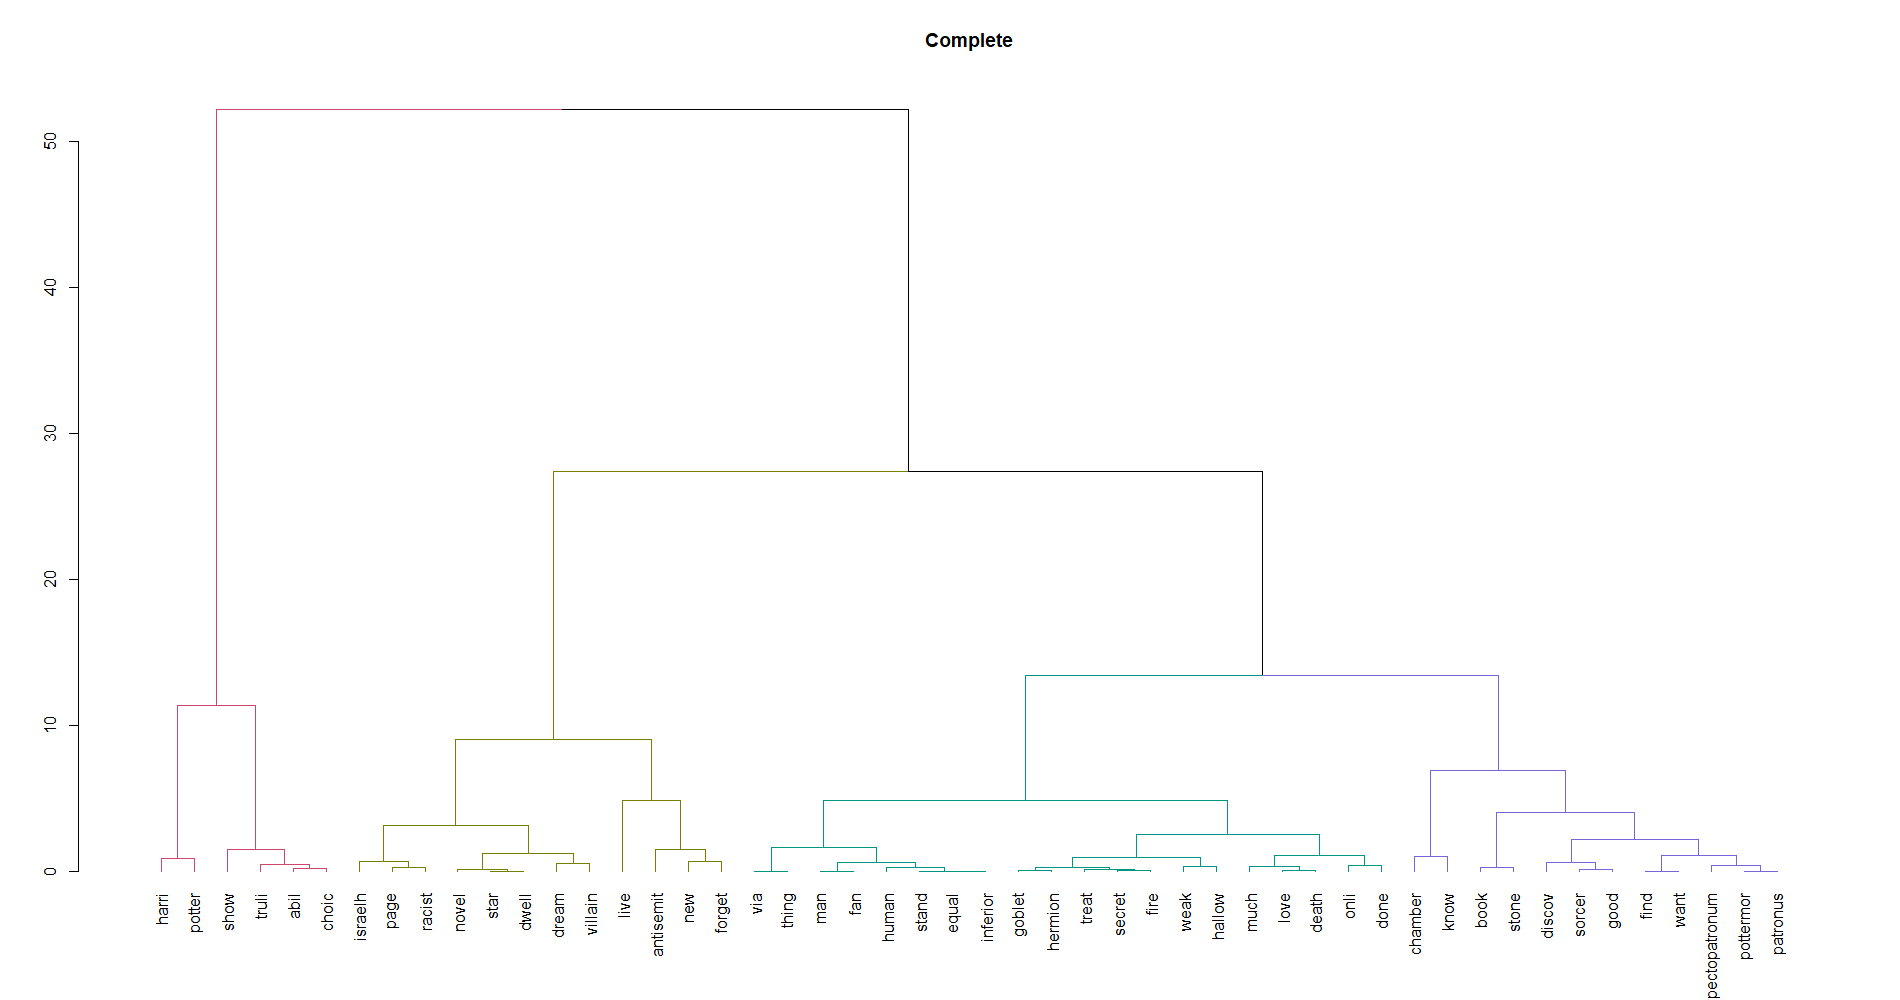 Complete
50
40
30
20
10
0
harri
potter
show
truli
abil
choic
israelh
page
racist
novel
star
dwell
dream
villain
live
antisemit
new
forget
via
thing
man
fan
human
stand
equal
inferior
goblet
hermion
treat
secret
fire
weak
hallow
much
love
death
onli
done
chamber
know
book
stone
discov
sorcer
good
find
want
pectopatronum
pottermor
patronus